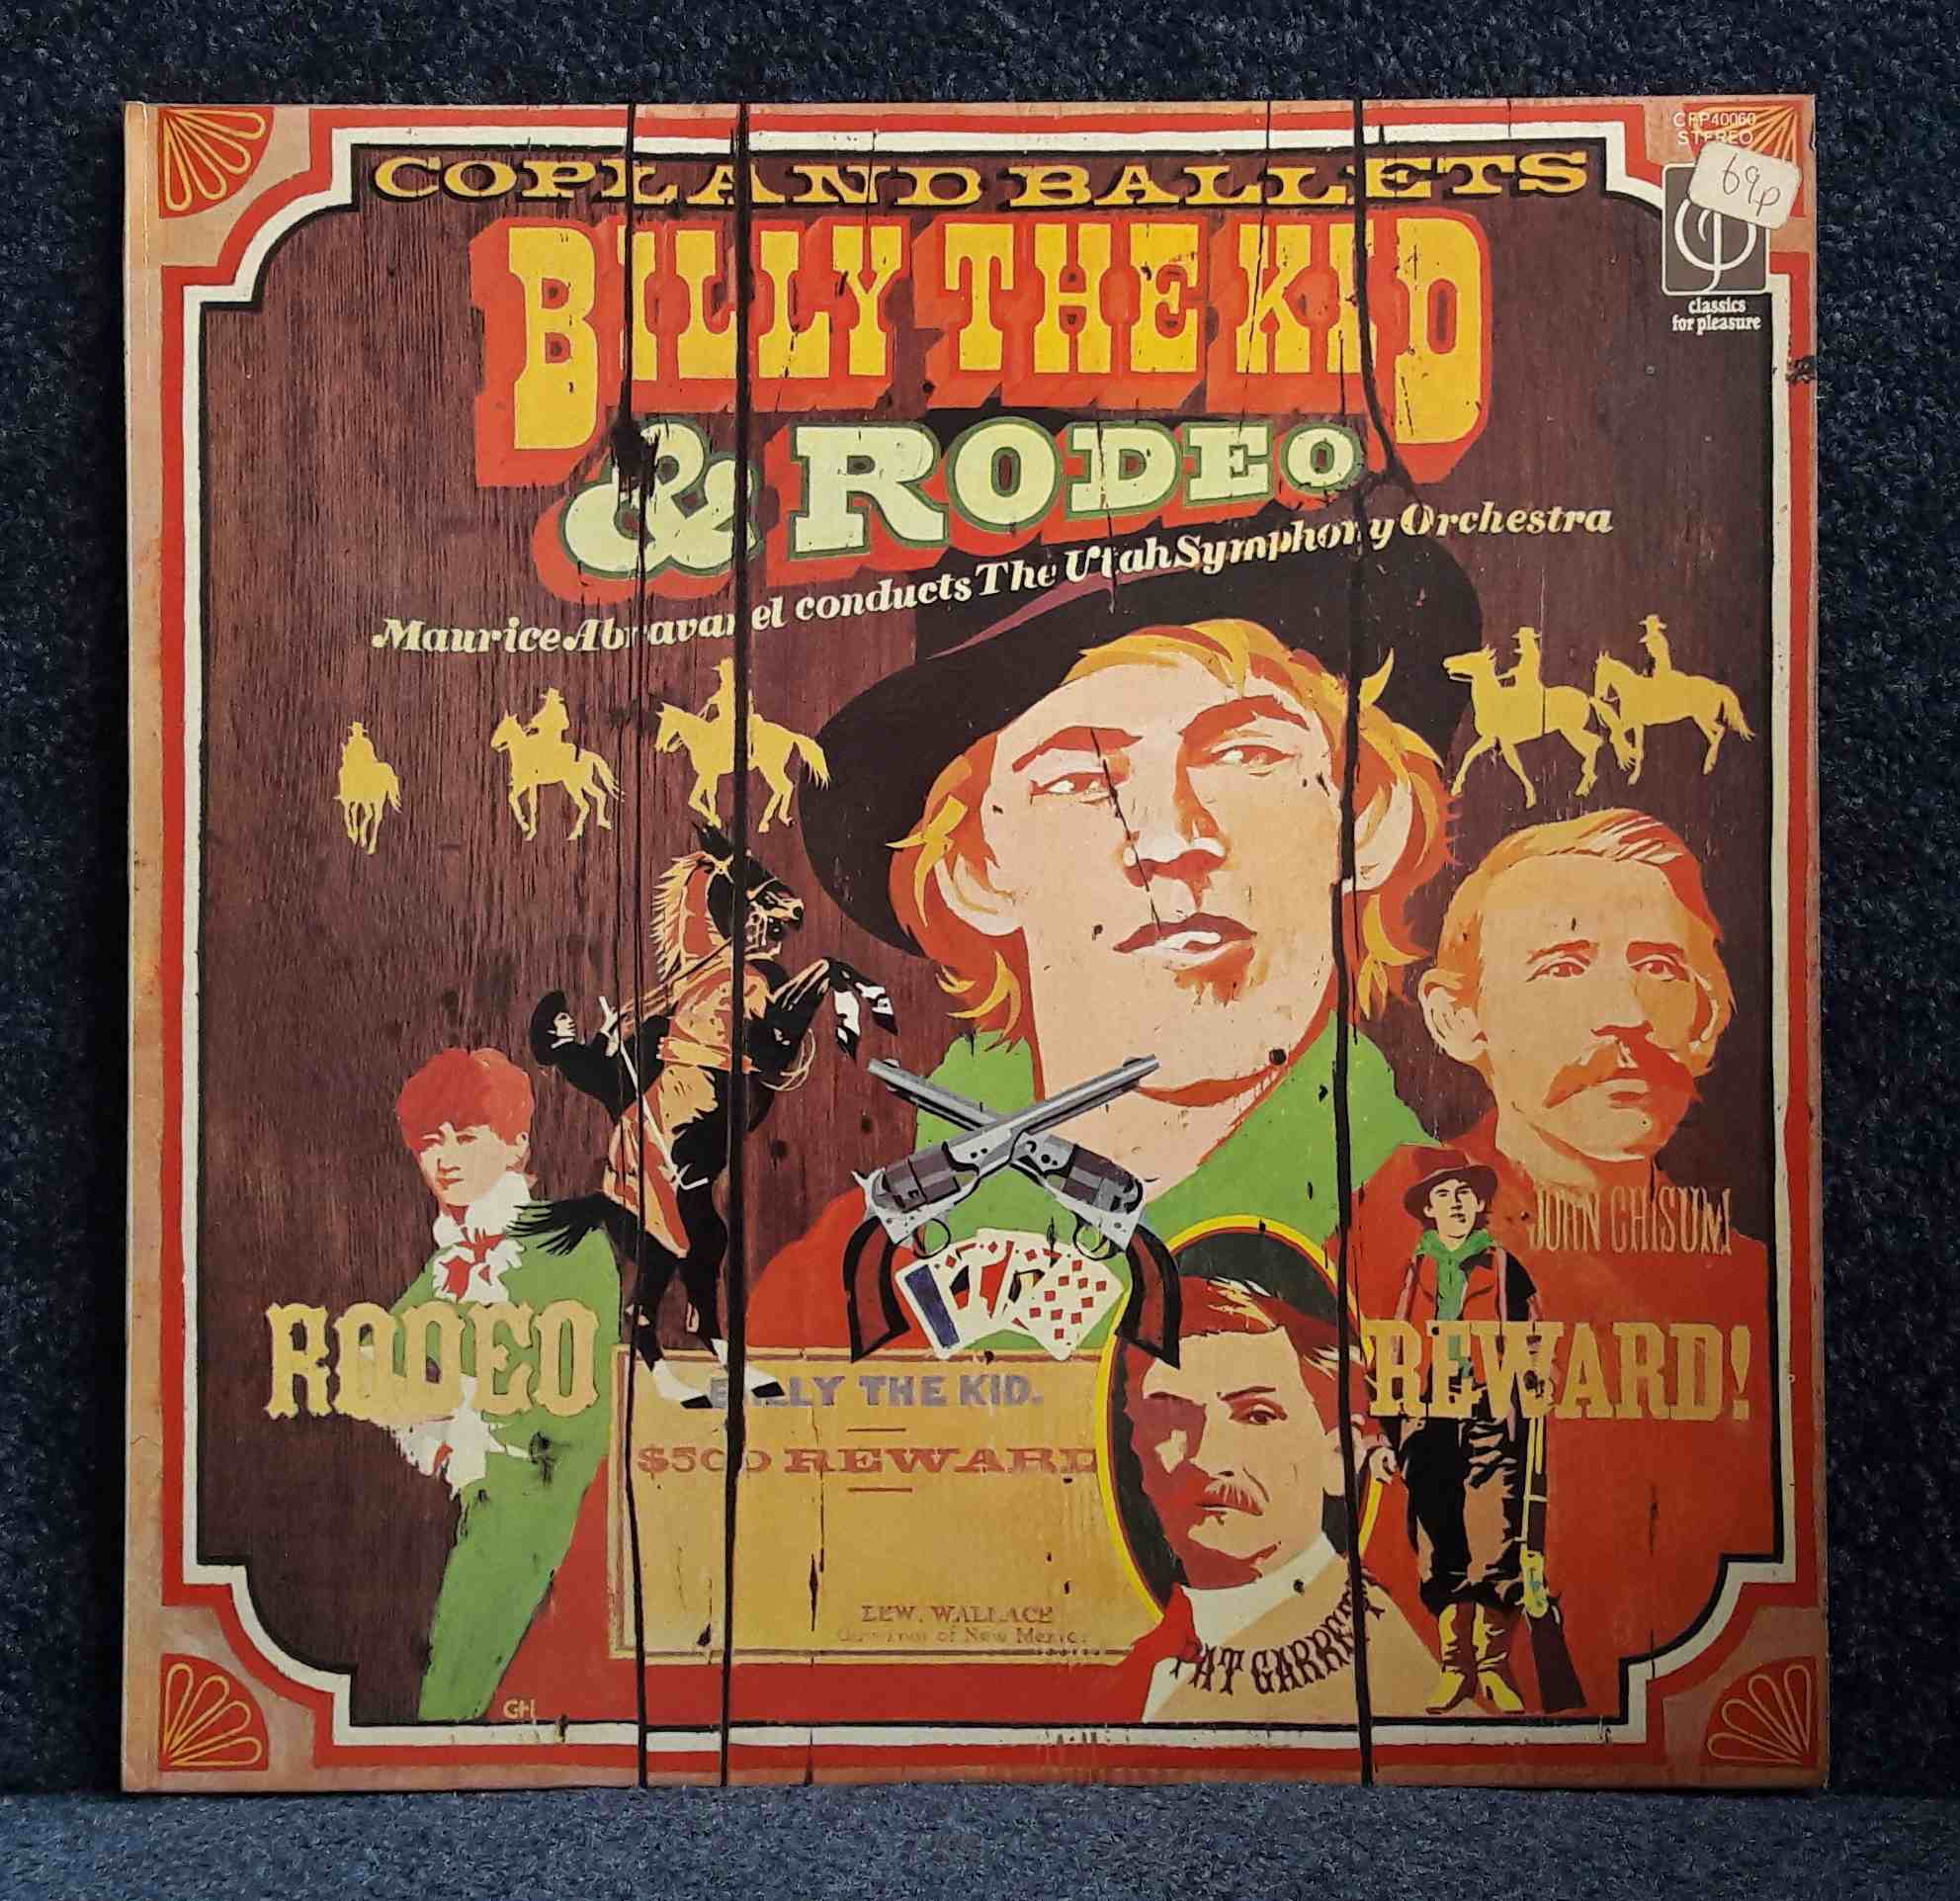 CFP40060
STEREO
69p
COPLAND BALLETS
BILLY THE KID
& RODEO
classics
for pleasure
Maurice Abravanel conducts The Utah Symphony Orchestra
JOHN CHISUM
RODEO
REWARD!
BILLY THE KID.
$500 REWARD
LEW. WALLACE
Governor of New Mexico
PAT GARRETT
GH